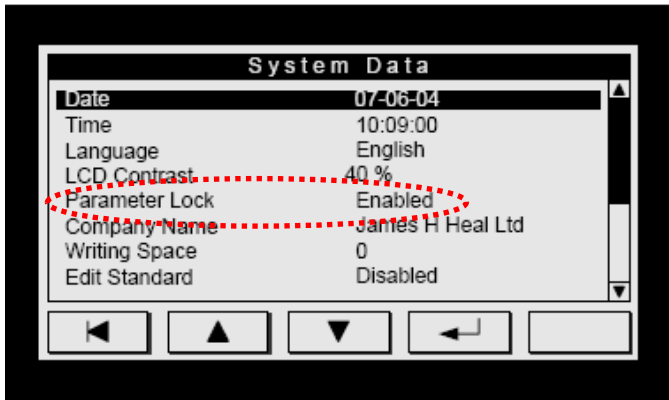 System Data
Date 07-06-04
Time 10:09:00
Language English
LCD Contrast 40 %
Parameter Lock Enabled
Company Name James H Heal Ltd
Writing Space 0
Edit Standard Disabled